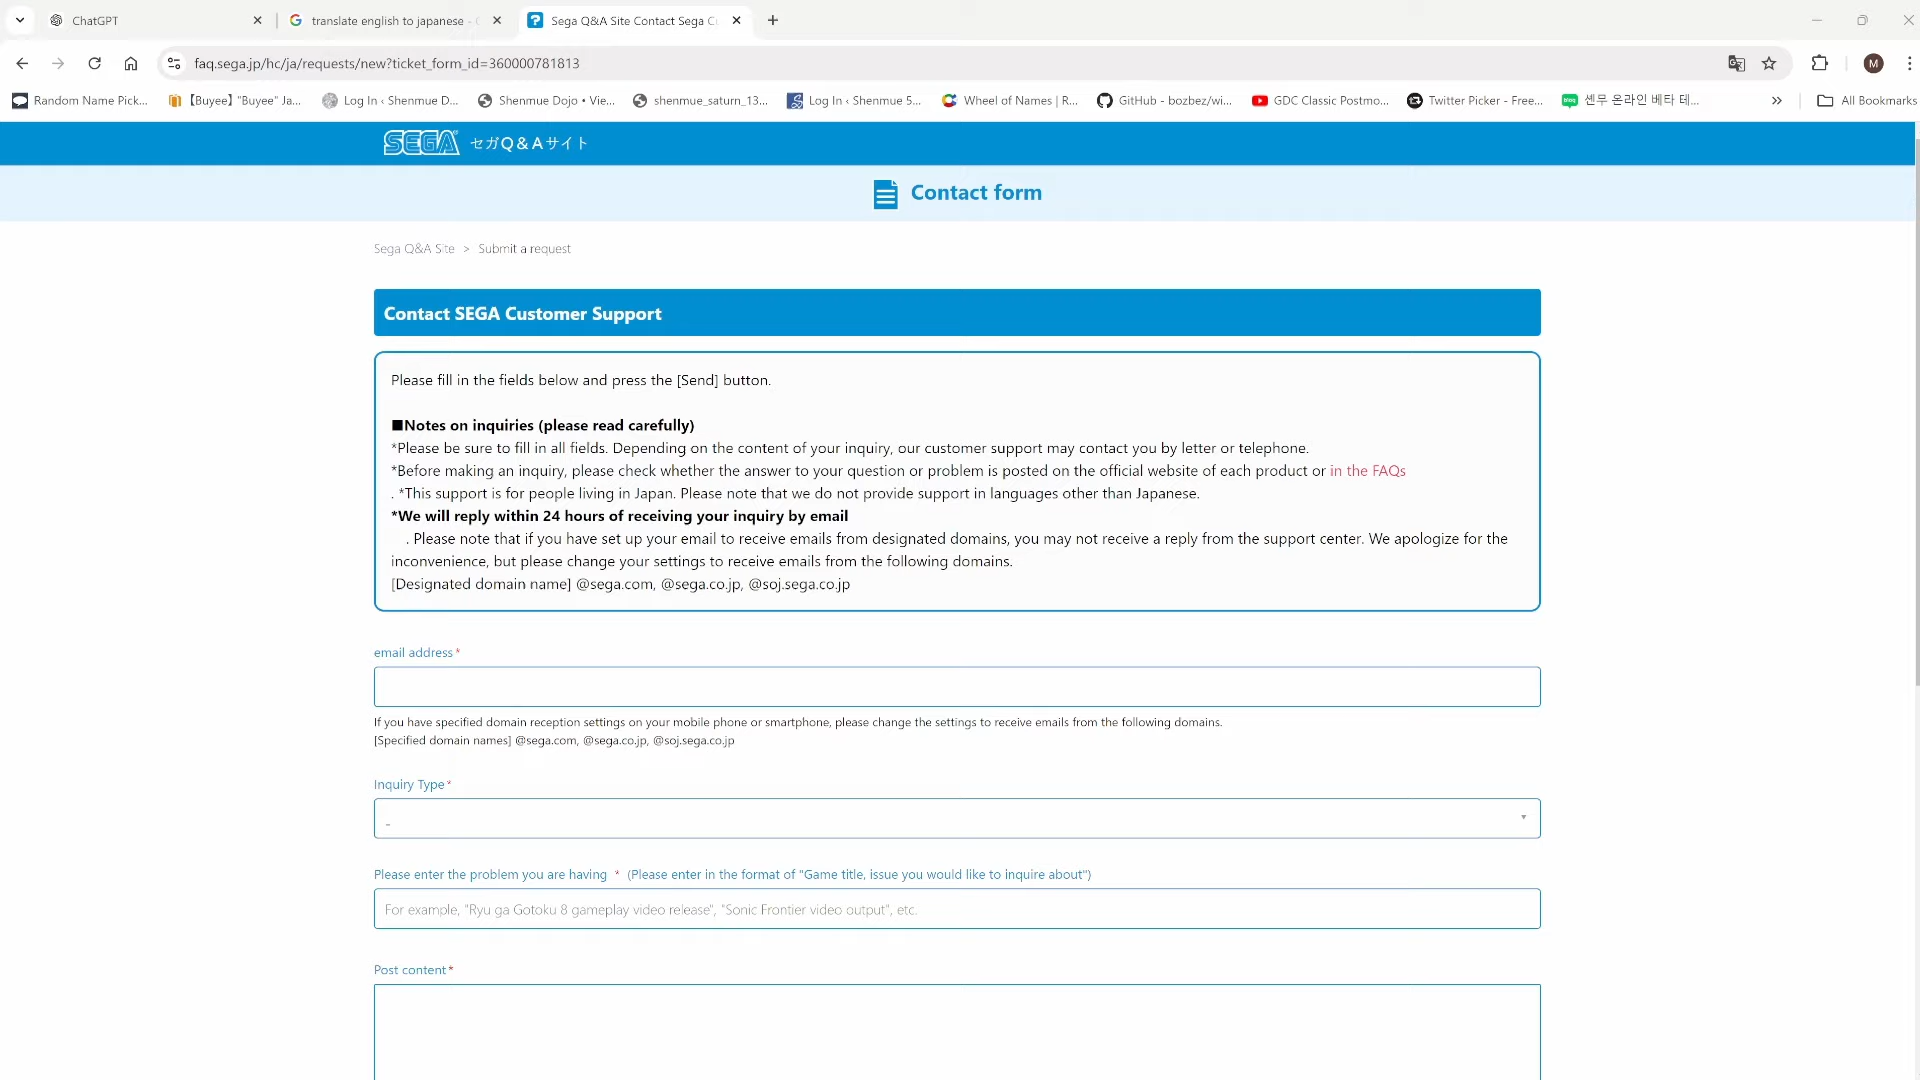 ChatGPT
translate english to japanese -
Sega Q&A Site Contact Sega C
faq.sega.jp/hc/ja/requests/new?ticket_form_id=360000781813
M
Random Name Pick...
【Buyee】 "Buyee" Ja...
Log In ‹ Shenmue D...
Shenmue Dojo • Vie...
shenmue_saturn_13...
Log In ‹ Shenmue 5...
Wheel of Names | R...
GitHub - bozbez/wi...
GDC Classic Postmo...
Twitter Picker - Free...
blog
센무 온라인 베타 테...
»
All Bookmarks
SEGA セガQ&Aサイト
Contact form
Sega Q&A Site > Submit a request
Contact SEGA Customer Support
Please fill in the fields below and press the [Send] button.
■Notes on inquiries (please read carefully)
*Please be sure to fill in all fields. Depending on the content of your inquiry, our customer support may contact you by letter or telephone.
*Before making an inquiry, please check whether the answer to your question or problem is posted on the official website of each product or in the FAQs
. *This support is for people living in Japan. Please note that we do not provide support in languages other than Japanese.
*We will reply within 24 hours of receiving your inquiry by email
. Please note that if you have set up your email to receive emails from designated domains, you may not receive a reply from the support center. We apologize for the
inconvenience, but please change your settings to receive emails from the following domains.
[Designated domain name] @sega.com, @sega.co.jp, @soj.sega.co.jp
email address*
If you have specified domain reception settings on your mobile phone or smartphone, please change the settings to receive emails from the following domains.
[Specified domain names] @sega.com, @sega.co.jp, @soj.sega.co.jp
Inquiry Type*
-
Please enter the problem you are having * (Please enter in the format of "Game title, issue you would like to inquire about")
For example, "Ryu ga Gotoku 8 gameplay video release", "Sonic Frontier video output", etc.
Post content*